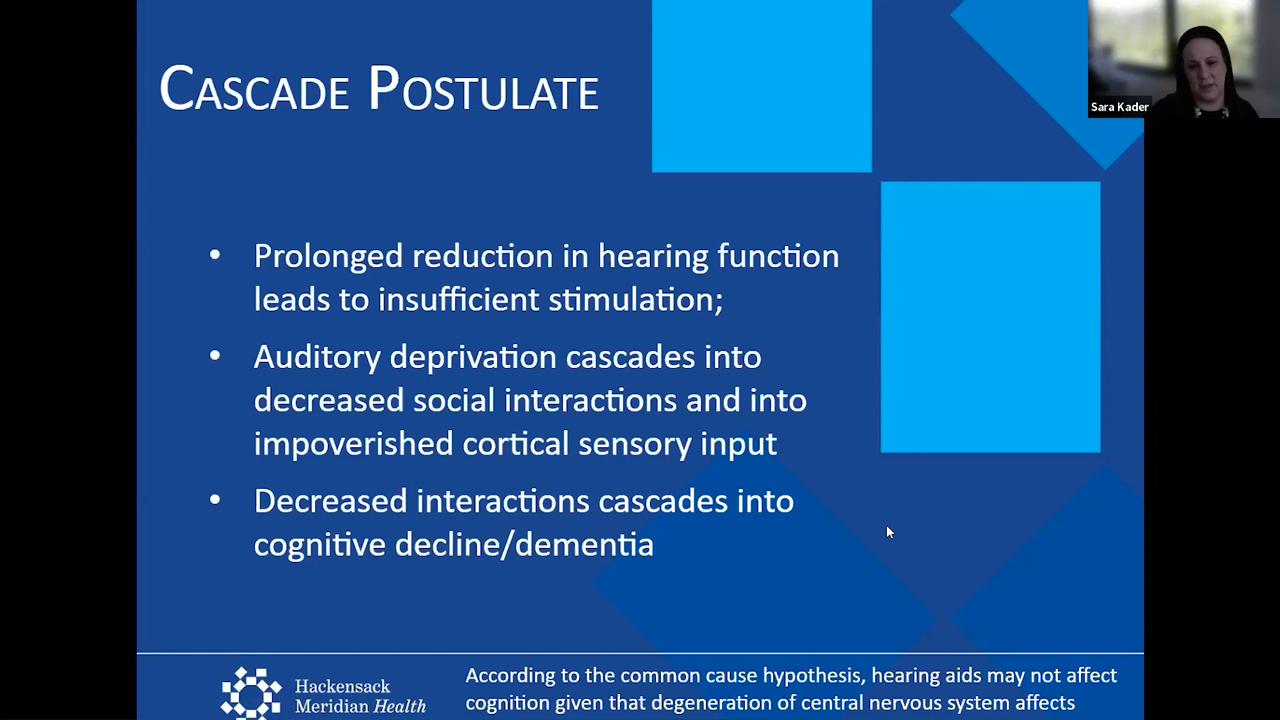 Cascade Postulate
Sara Kader
• Prolonged reduction in hearing function
leads to insufficient stimulation;
• Auditory deprivation cascades into
decreased social interactions and into
impoverished cortical sensory input
• Decreased interactions cascades into
cognitive decline/dementia
Hackensack
Meridian Health
According to the common cause hypothesis, hearing aids may not affect
cognition given that degeneration of central nervous system affects